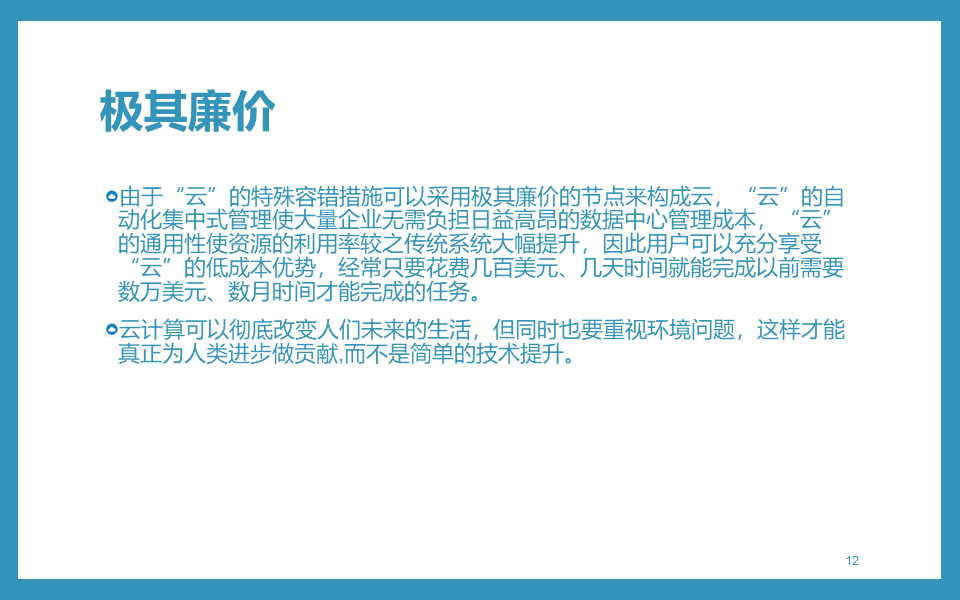 极其廉价
由于“云”的特殊容错措施可以采用极其廉价的节点来构成云，“云”的自
动化集中式管理使大量企业无需负担日益高昂的数据中心管理成本，“云”
的通用性使资源的利用率较之传统系统大幅提升，因此用户可以充分享受
“云”的低成本优势，经常只要花费几百美元、几天时间就能完成以前需要
数万美元、数月时间才能完成的任务。
云计算可以彻底改变人们未来的生活，但同时也要重视环境问题，这样才能
真正为人类进步做贡献,而不是简单的技术提升。
12